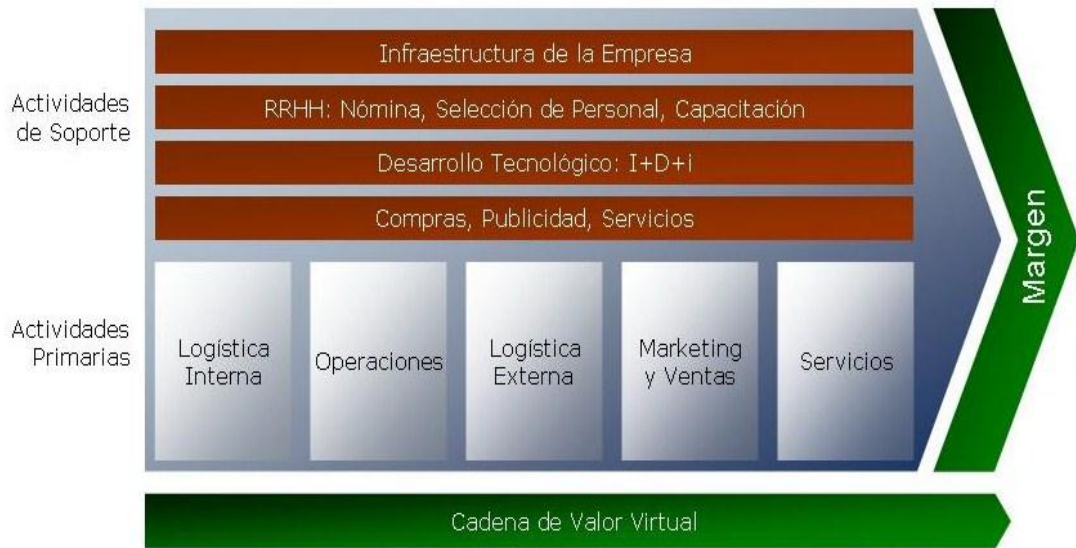 Actividades
de Soporte
Infraestructura de la Empresa
RRHH: Nómina, Selección de Personal, Capacitación
Desarrollo Tecnológico: I+D+i
Compras, Publicidad, Servicios
Actividades
Primarias
Logística
Interna
Operaciones
Logística
Externa
Marketing
y Ventas
Servicios
Margen
Cadena de Valor Virtual